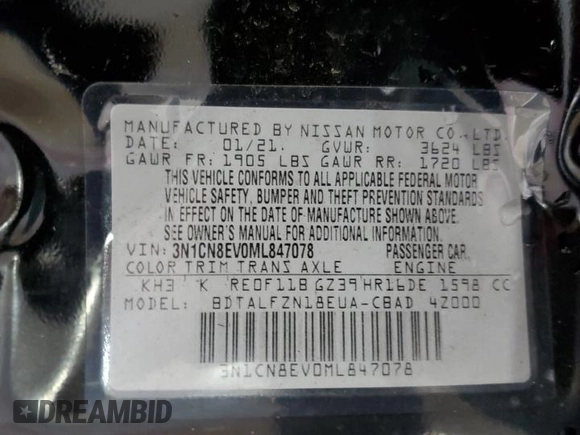 MANUFACTURED BY NISSAN MOTOR CO., LTD.
DATE: 01/21. GVWR: 3624 LBS
GAWR FR: 1905 LBS GAWR RR: 1720 LBS
THIS VEHICLE CONFORMS TO ALL APPLICABLE FEDERAL MOTOR
VEHICLE SAFETY, BUMPER AND THEFT PREVENTION STANDARDS
IN EFFECT ON THE DATE OF MANUFACTURE SHOWN ABOVE.
SEE OWNER'S MANUAL FOR ADDITIONAL INFORMATION.
VIN: 3N1CN8EV0ML847078 PASSENGER CAR
COLOR TRIM TRANS AXLE ENGINE
KH3 K RE0F11B GZ39 HR16DE 1598 CC
MODEL: BDTALFZN18EUA-CBAD 4Z000
3N1CN8EV0ML847078
DREAMBID